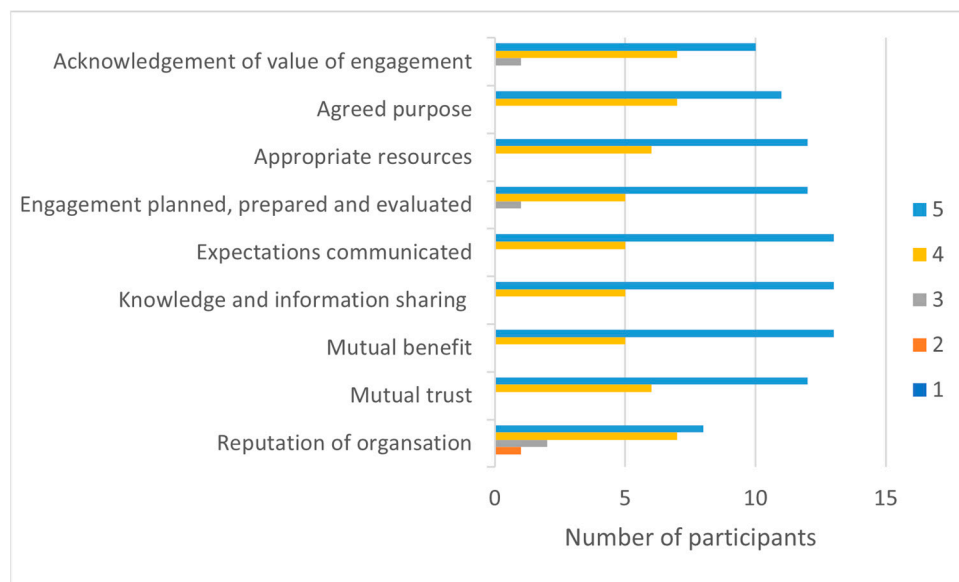 Acknowledgement of value of engagement
Agreed purpose
Appropriate resources
Engagement planned, prepared and evaluated
Expectations communicated
Knowledge and information sharing
Mutual benefit
Mutual trust
Reputation of organsation
0 5 10 15
Number of participants
5
4
3
2
1